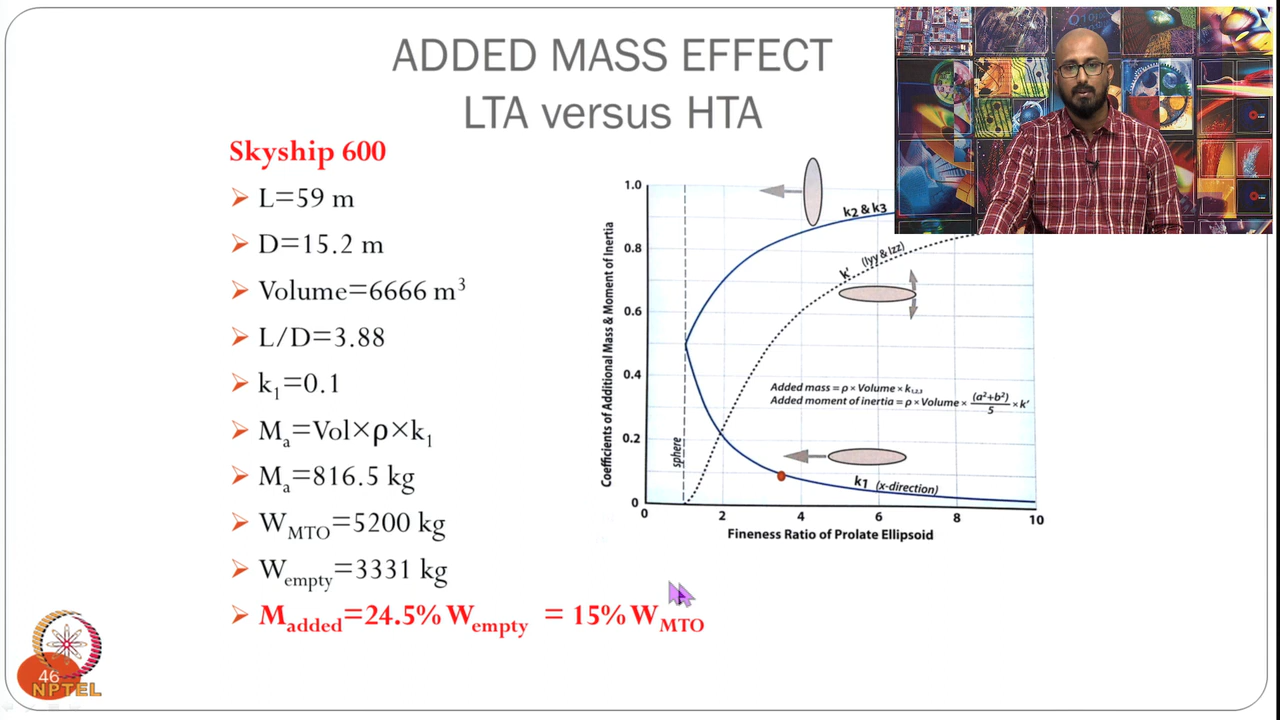 ADDED MASS EFFECT
LTA versus HTA
Skyship 600
➢ L=59 m
➢ D=15.2 m
➢ Volume=6666 m³
➢ L/D=3.88
➢ k₁=0.1
➢ Mₐ=Vol×ρ×k₁
➢ Mₐ=816.5 kg
➢ W_MTO=5200 kg
➢ W_empty=3331 kg
➢ M_added=24.5% W_empty = 15% W_MTO
Coefficients of Additional Mass & Moment of Inertia
1.0
0.8
0.6
0.4
0.2
0
k2 & k3
k' (Iyy & Izz)
Added mass = ρ × Volume × k₁,₂,₃
Added moment of inertia = ρ × Volume × (a²+b²)/5 × k'
sphere
k1 (x-direction)
0 2 4 6 8 10
Fineness Ratio of Prolate Ellipsoid
46
NPTEL